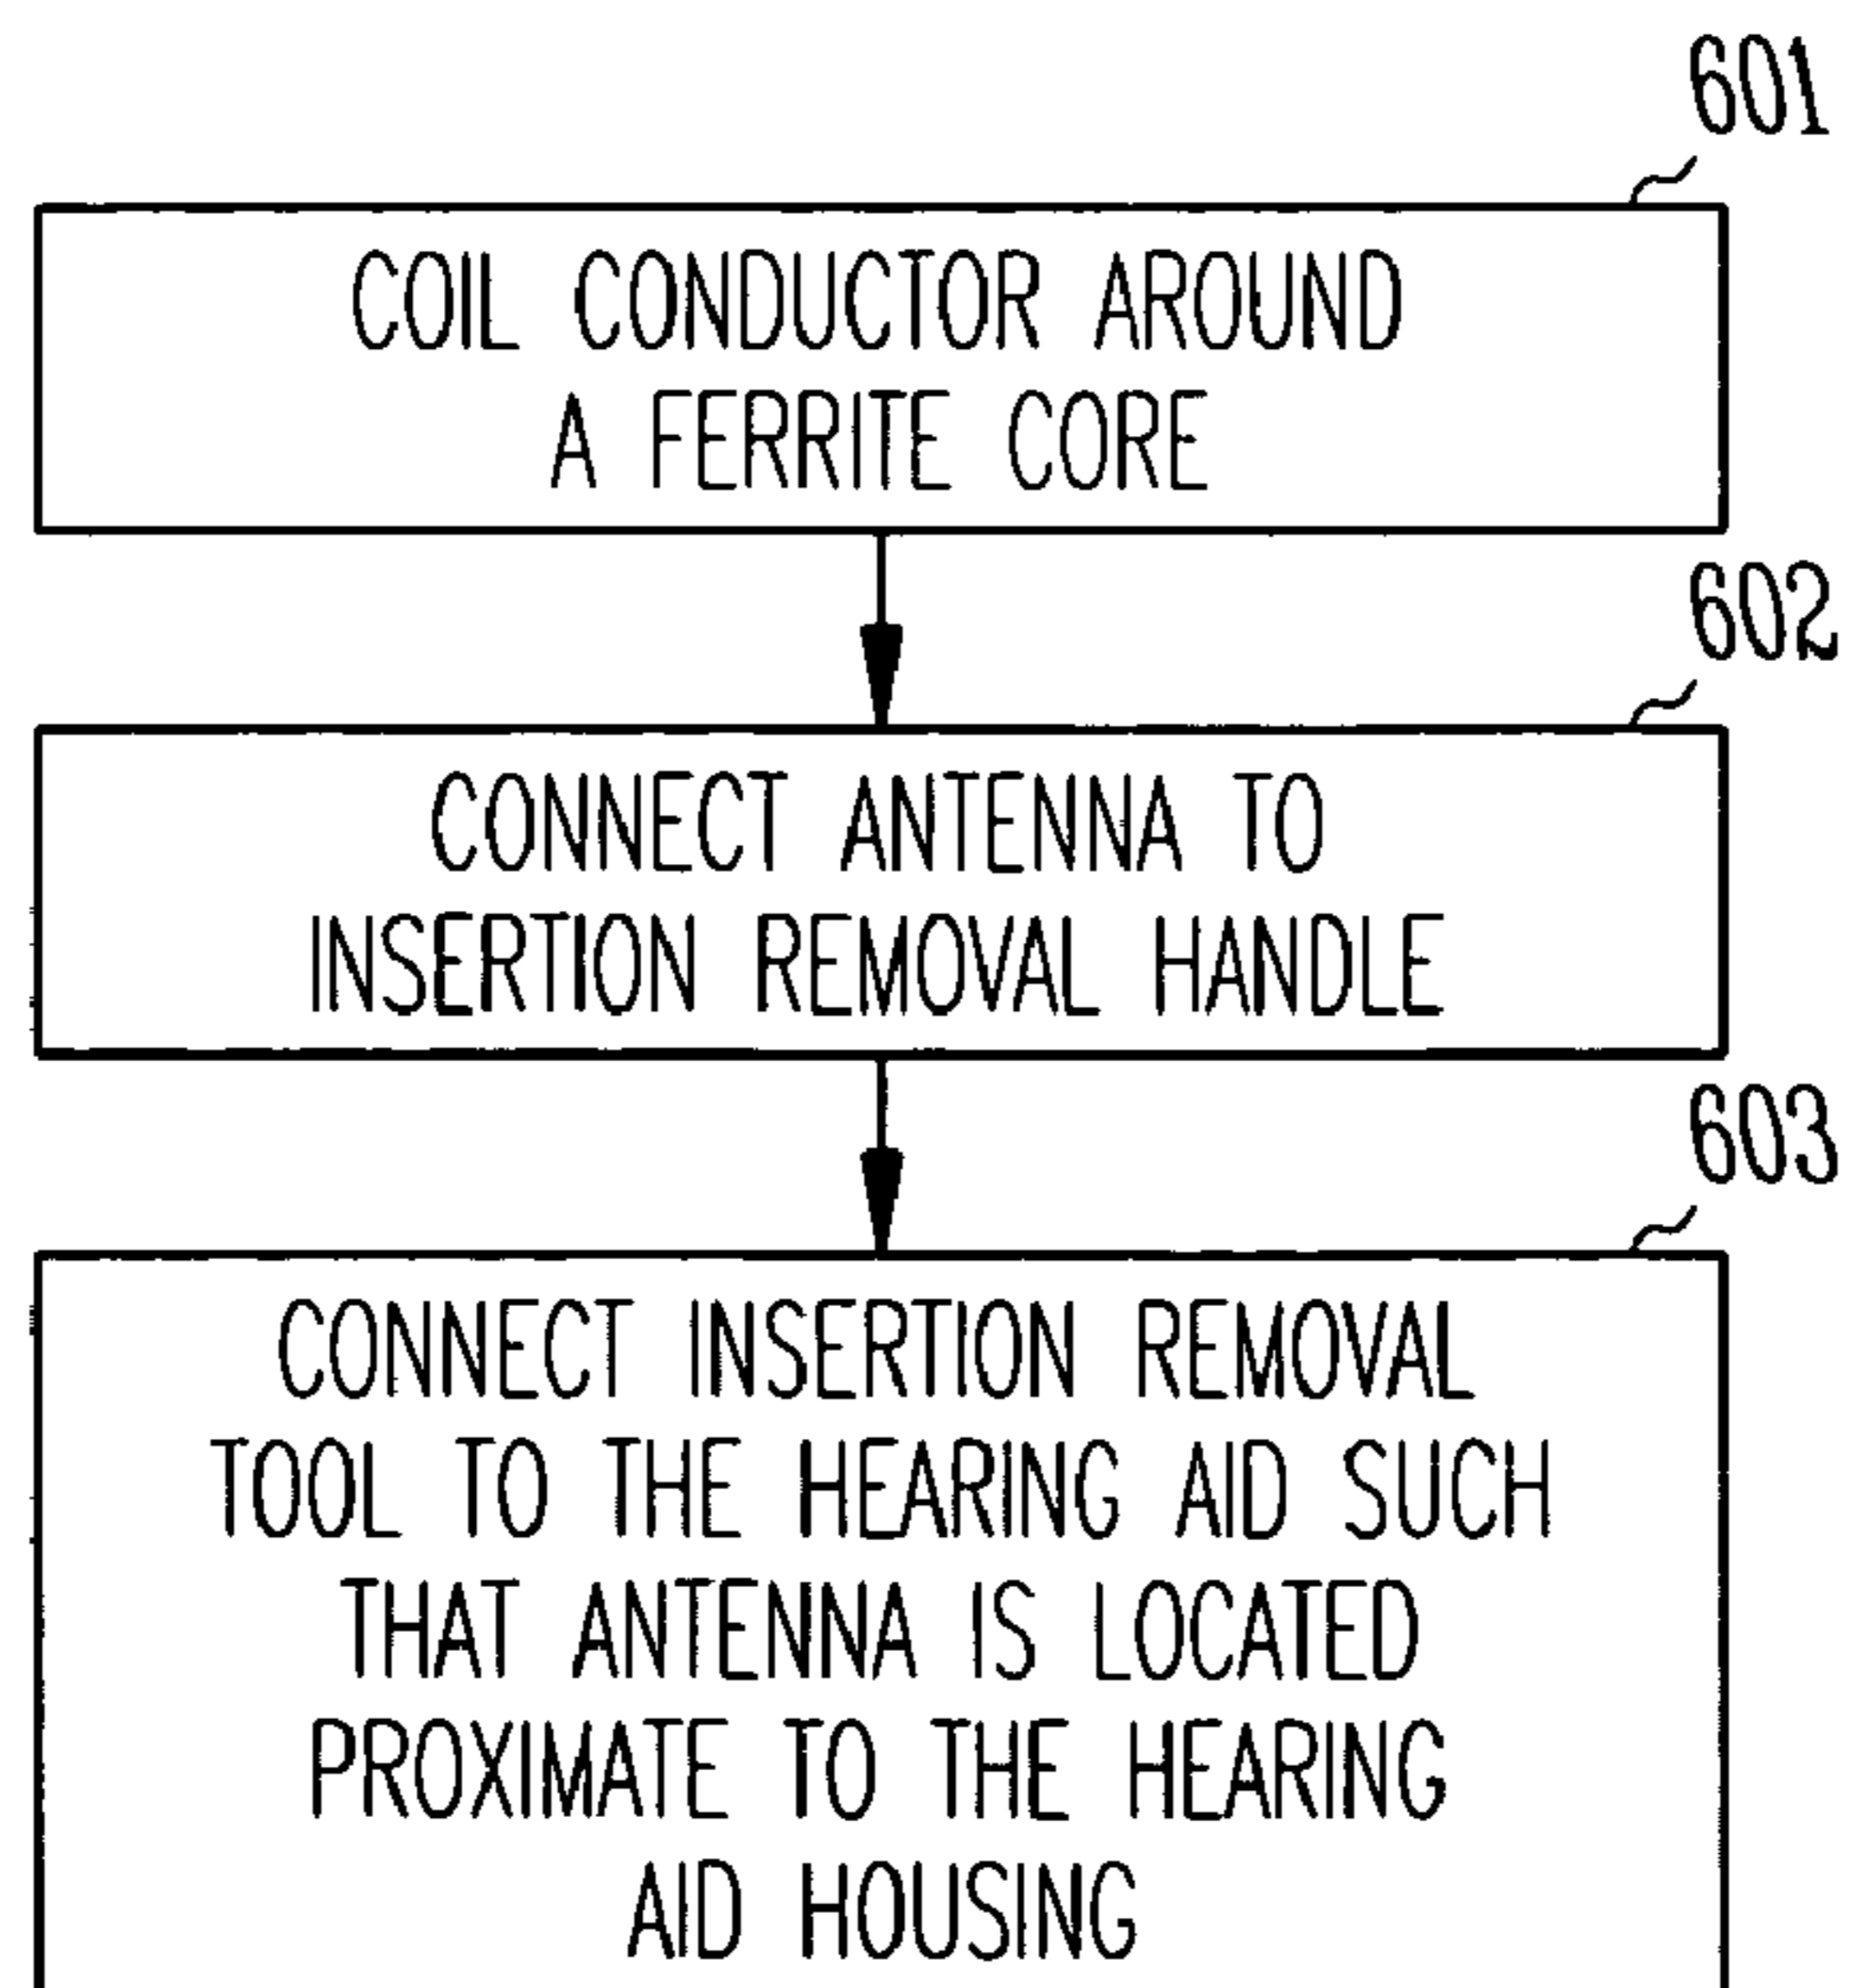 601
COIL CONDUCTOR AROUND
A FERRITE CORE
602
CONNECT ANTENNA TO
INSERTION REMOVAL HANDLE
603
CONNECT INSERTION REMOVAL
TOOL TO THE HEARING AID SUCH
THAT ANTENNA IS LOCATED
PROXIMATE TO THE HEARING
AID HOUSING